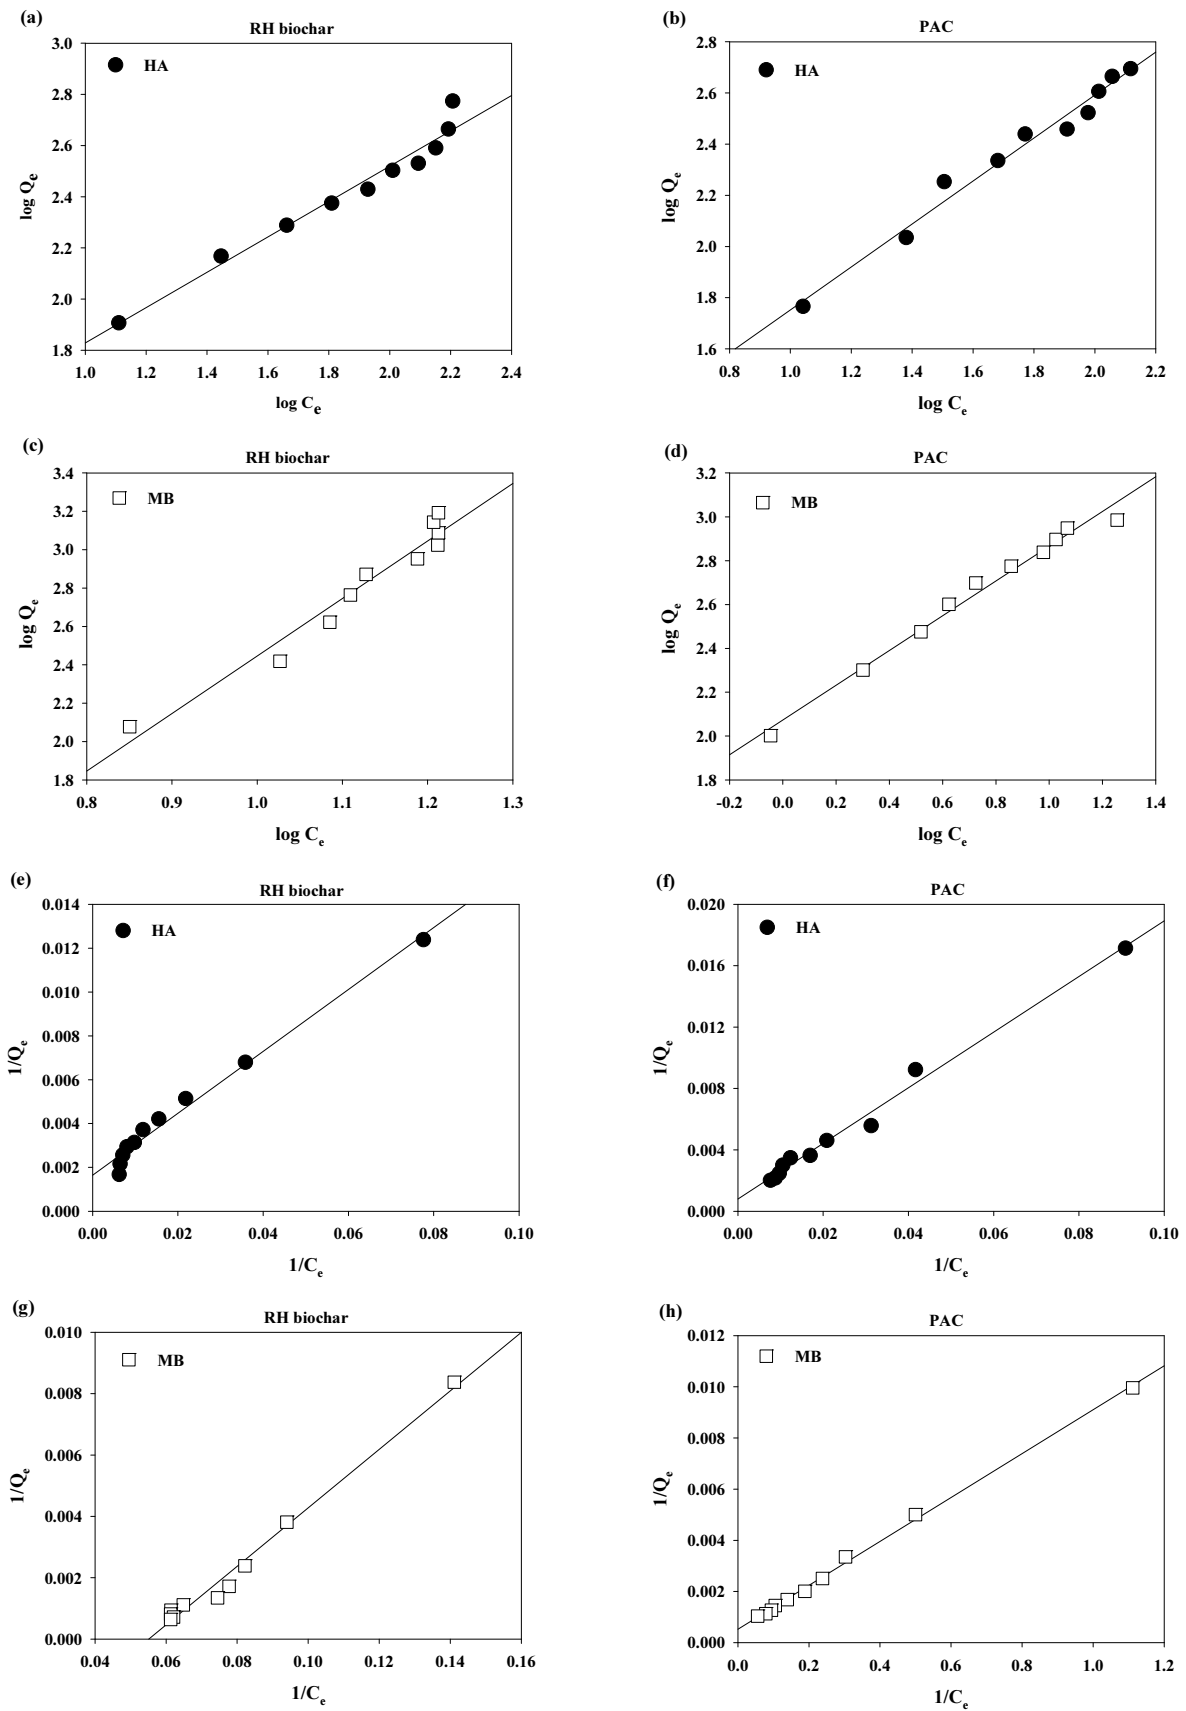 (a)
RH biochar
HA
3.0
2.8
2.6
2.4
2.2
2.0
1.8
log Qe
1.0 1.2 1.4 1.6 1.8 2.0 2.2 2.4
log Ce
(b)
PAC
HA
2.8
2.6
2.4
2.2
2.0
1.8
1.6
log Qe
0.8 1.0 1.2 1.4 1.6 1.8 2.0 2.2
log Ce
(c)
RH biochar
MB
3.4
3.2
3.0
2.8
2.6
2.4
2.2
2.0
1.8
log Qe
0.8 0.9 1.0 1.1 1.2 1.3
log Ce
(d)
PAC
MB
3.2
3.0
2.8
2.6
2.4
2.2
2.0
1.8
log Qe
-0.2 0.0 0.2 0.4 0.6 0.8 1.0 1.2 1.4
log Ce
(e)
RH biochar
HA
0.014
0.012
0.010
0.008
0.006
0.004
0.002
0.000
1/Qe
0.00 0.02 0.04 0.06 0.08 0.10
1/Ce
(f)
PAC
HA
0.020
0.016
0.012
0.008
0.004
0.000
1/Qe
0.00 0.02 0.04 0.06 0.08 0.10
1/Ce
(g)
RH biochar
MB
0.010
0.008
0.006
0.004
0.002
0.000
1/Qe
0.04 0.06 0.08 0.10 0.12 0.14 0.16
1/Ce
(h)
PAC
MB
0.012
0.010
0.008
0.006
0.004
0.002
0.000
1/Qe
0.0 0.2 0.4 0.6 0.8 1.0 1.2
1/Ce